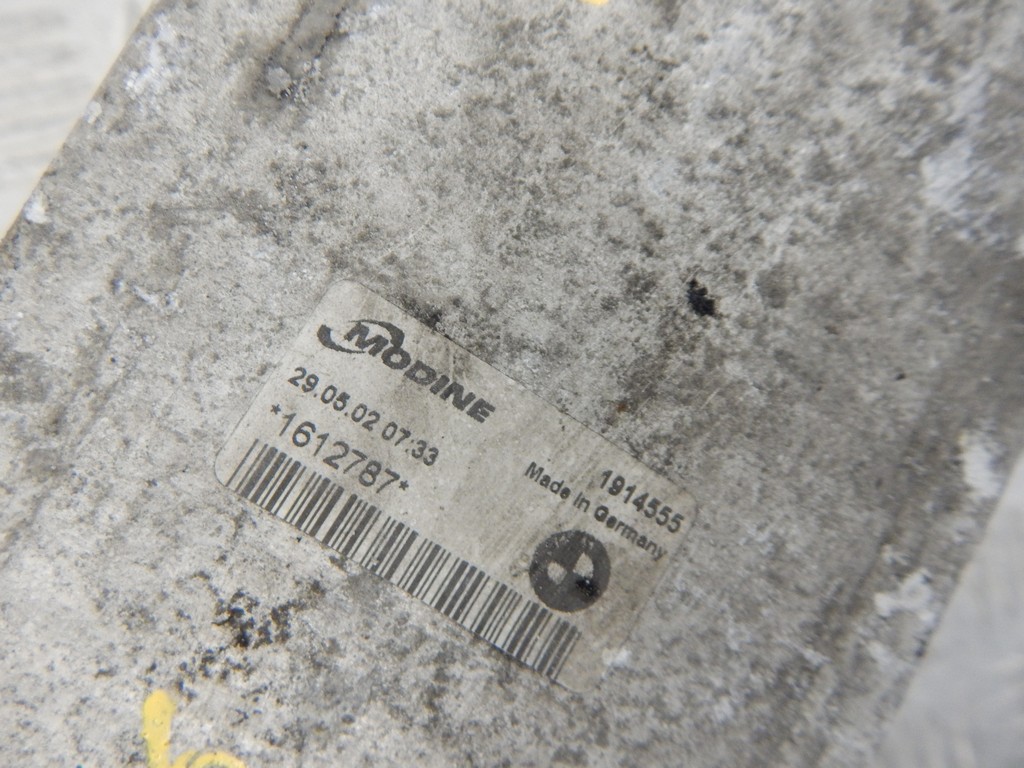 MODINE
29.05.02 07:33
*1612787*
1914555
Made in Germany